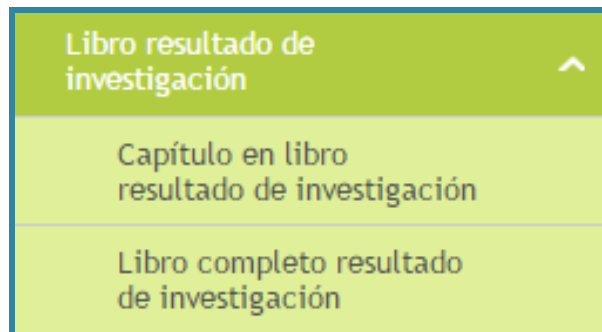 Libro resultado de
investigación
Capítulo en libro
resultado de investigación
Libro completo resultado
de investigación